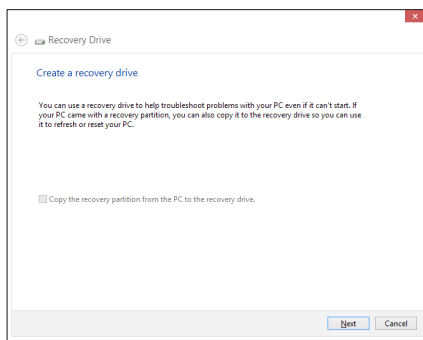 Recovery Drive
Create a recovery drive
You can use a recovery drive to help troubleshoot problems with your PC even if it can't start. If
your PC came with a recovery partition, you can also copy it to the recovery drive so you can use
it to refresh or reset your PC.
Copy the recovery partition from the PC to the recovery drive.
Next Cancel